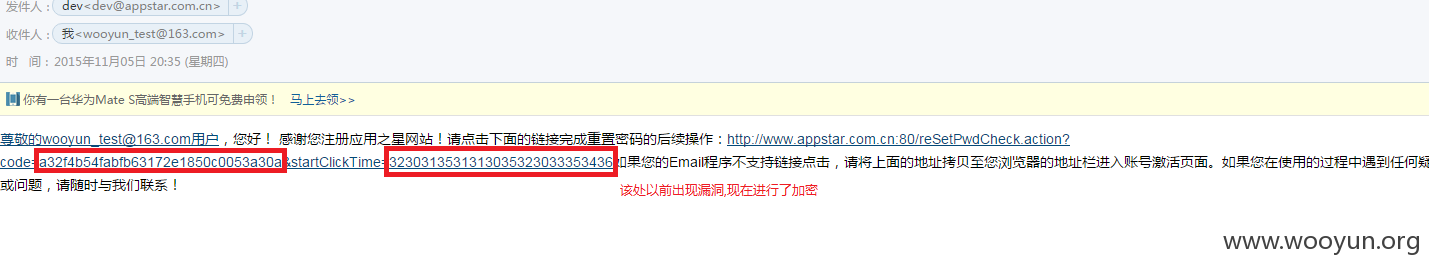 发件人：dev<dev@appstar.com.cn> +
收件人：我<wooyun_test@163.com> +
时 间：2015年11月05日 20:35 (星期四)
你有一台华为Mate S高端智慧手机可免费申领！ 马上去领>>
尊敬的wooyun_test@163.com用户，您好！ 感谢您注册应用之星网站！请点击下面的链接完成重置密码的后续操作：http://www.appstar.com.cn:80/reSetPwdCheck.action?
code=a32f4b54fabfb63172e1850c0053a30a&startClickTime=3230313531313035323033353436如果您的Email程序不支持链接点击，请将上面的地址拷贝至您浏览器的地址栏进入账号激活页面。如果您在使用的过程中遇到任何疑
或问题，请随时与我们联系！
该处以前出现漏洞,现在进行了加密
www.wooyun.org